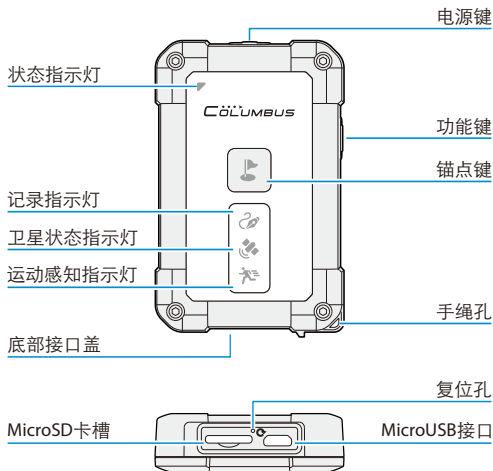 电源键
状态指示灯
COLUMBUS
功能键
锚点键
记录指示灯
卫星状态指示灯
运动感知指示灯
手绳孔
底部接口盖
复位孔
MicroSD卡槽
MicroUSB接口